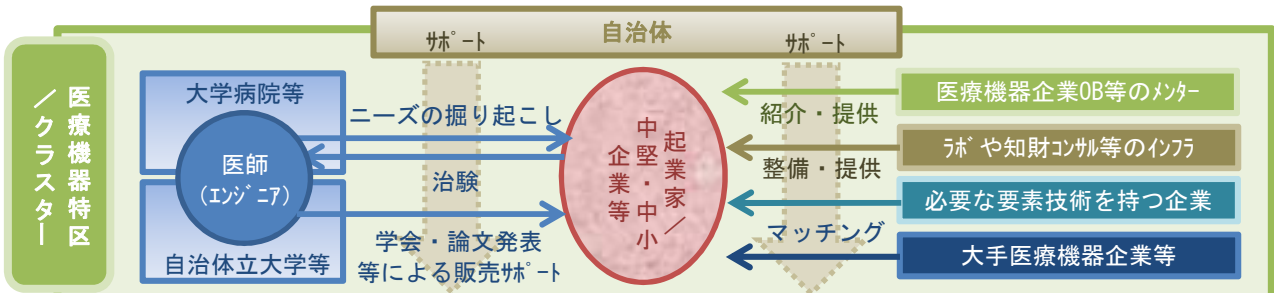 自治体
ｻﾎﾟｰﾄ
ｻﾎﾟｰﾄ
医療機器特区
／クラスター
大学病院等
医師
（ｴﾝｼﾞﾆｱ）
自治体立大学等
ニーズの掘り起こし
治験
学会・論文発表
等による販売ｻﾎﾟｰﾄ
起業家／
中堅・中小
企業等
紹介・提供
整備・提供
マッチング
医療機器企業OB等のﾒﾝﾀｰ
ﾗﾎﾞや知財ｺﾝｻﾙ等のｲﾝﾌﾗ
必要な要素技術を持つ企業
大手医療機器企業等